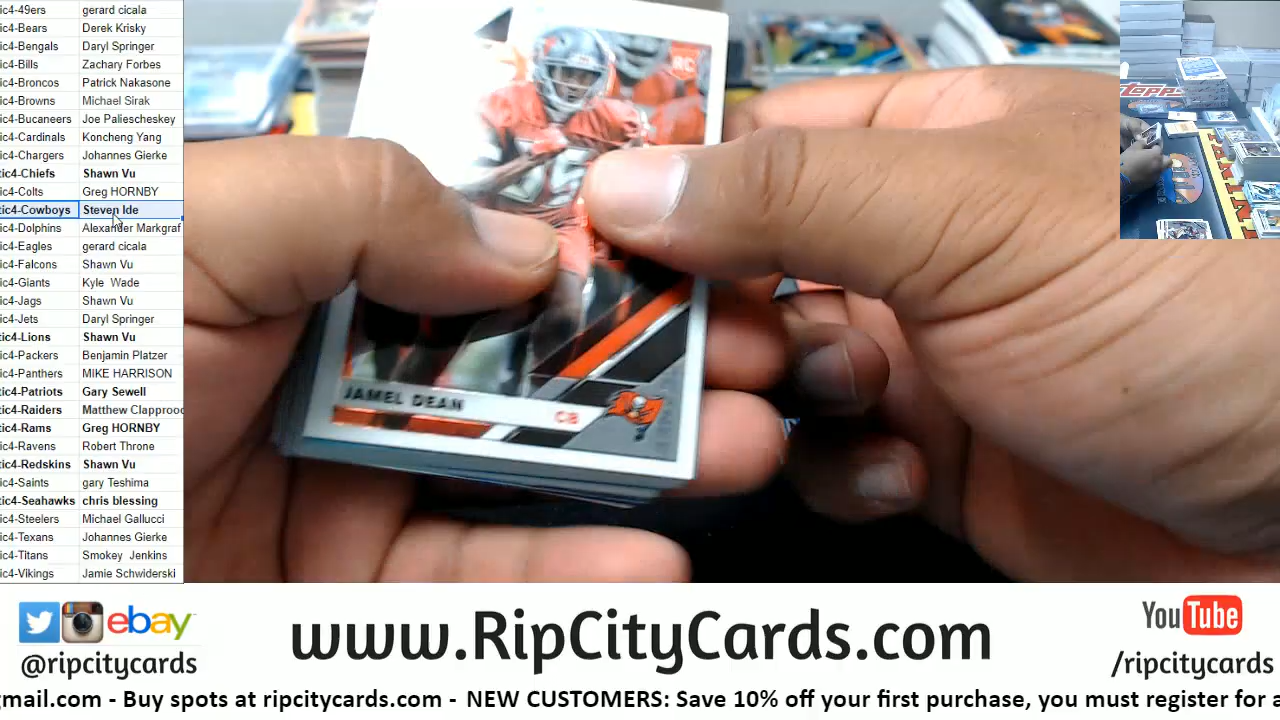 ic4-49ers gerard cicala
ic4-Bears Derek Krisky
ic4-Bengals Daryl Springer
ic4-Bills Zachary Forbes
ic4-Broncos Patrick Nakasone
ic4-Browns Michael Sirak
ic4-Bucaneers Joe Paliescheskey
ic4-Cardinals Koncheng Yang
ic4-Chargers Johannes Gierke
tic4-Chiefs Shawn Vu
ic4-Colts Greg HORNBY
tic4-Cowboys Steven Ide
ic4-Dolphins Alexander Markgraf
ic4-Eagles gerard cicala
ic4-Falcons Shawn Vu
ic4-Giants Kyle Wade
ic4-Jags Shawn Vu
ic4-Jets Daryl Springer
tic4-Lions Shawn Vu
ic4-Packers Benjamin Platzer
ic4-Panthers MIKE HARRISON
tic4-Patriots Gary Sewell
tic4-Raiders Matthew Clapprood
tic4-Rams Greg HORNBY
ic4-Ravens Robert Throne
tic4-Redskins Shawn Vu
ic4-Saints gary Teshima
tic4-Seahawks chris blessing
ic4-Steelers Michael Gallucci
ic4-Texans Johannes Gierke
ic4-Titans Smokey Jenkins
ic4-Vikings Jamie Schwiderski
RC
JAMEL DEAN CB
TOPPS
PANINI
ebay
@ripcitycards
www.RipCityCards.com
YouTube
/ripcitycards
gmail.com - Buy spots at ripcitycards.com - NEW CUSTOMERS: Save 10% off your first purchase, you must register for a